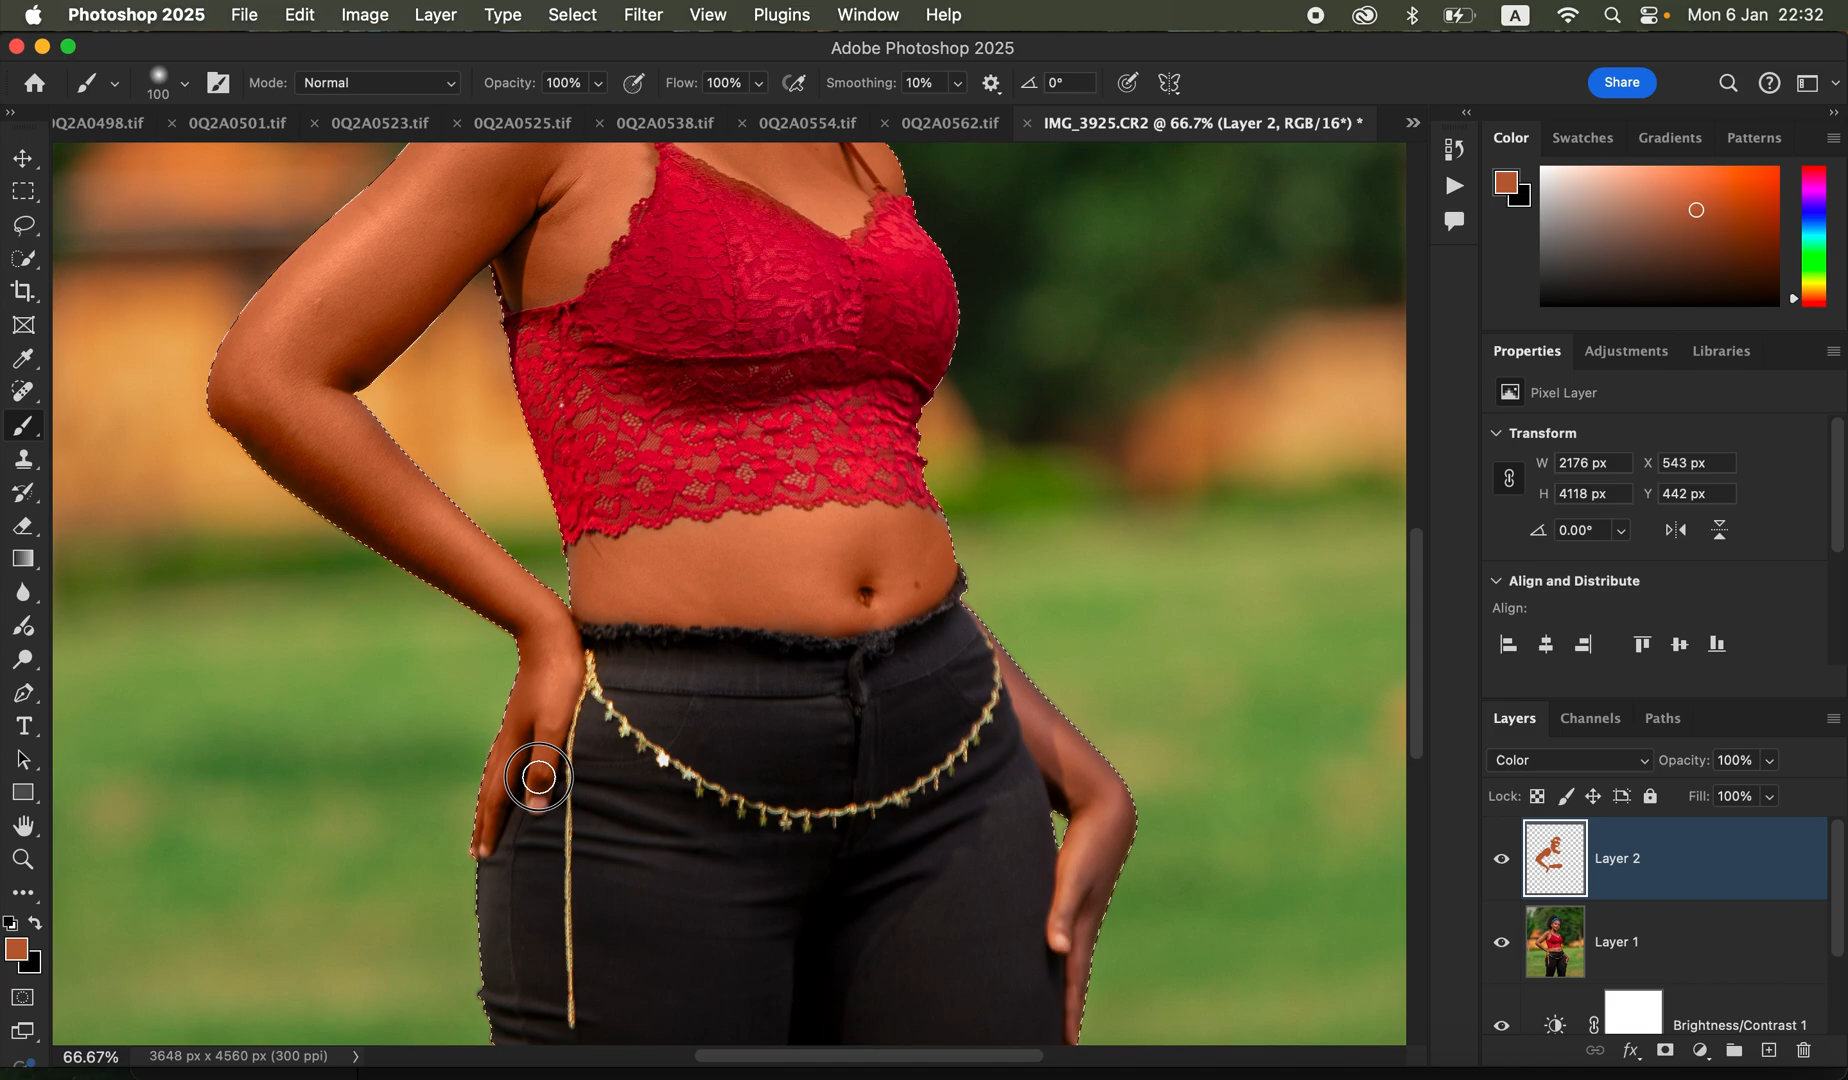 Photoshop 2025 File Edit Image Layer Type Select Filter View Plugins Window Help A Mon 6 Jan 22:32
Adobe Photoshop 2025
100 Mode: Normal Opacity: 100% Flow: 100% Smoothing: 10% 0° Share
0Q2A0498.tif 0Q2A0501.tif 0Q2A0523.tif 0Q2A0525.tif 0Q2A0538.tif 0Q2A0554.tif 0Q2A0562.tif IMG_3925.CR2 @ 66.7% (Layer 2, RGB/16*) *
Color Swatches Gradients Patterns
Properties Adjustments Libraries
Pixel Layer
Transform
W 2176 px X 543 px
H 4118 px Y 442 px
0.00°
Align and Distribute
Align:
Layers Channels Paths
Color Opacity: 100%
Lock: Fill: 100%
Layer 2
Layer 1
Brightness/Contrast 1
fx
66.67% 3648 px x 4560 px (300 ppi)